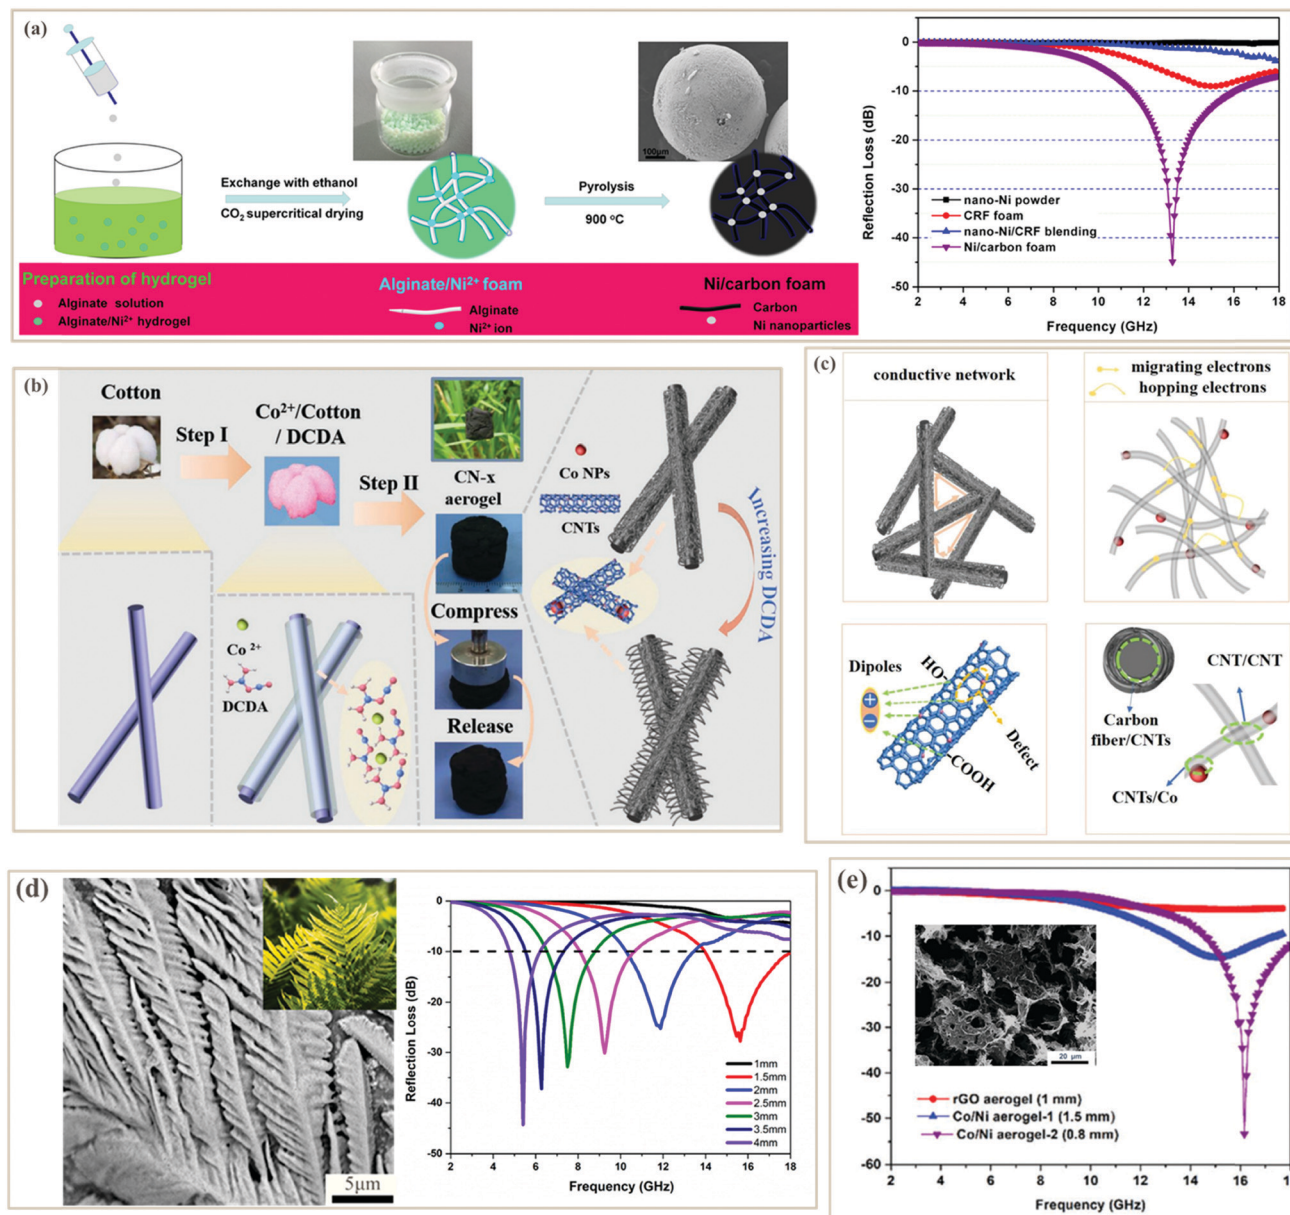 (a)
Exchange with ethanol
CO2 supercritical drying
Pyrolysis
900 °C
100μm
Preparation of hydrogel
Alginate solution
Alginate/Ni2+ hydrogel
Alginate/Ni2+ foam
Alginate
Ni2+ ion
Ni/carbon foam
Carbon
Ni nanoparticles
Reflection Loss (dB)
0
-10
-20
-30
-40
-50
nano-Ni powder
CRF foam
nano-Ni/CRF blending
Ni/carbon foam
2 4 6 8 10 12 14 16 18
Frequency (GHz)
(b)
Cotton
Step I
Co2+/Cotton
/ DCDA
Step II
CN-x
aerogel
Compress
Release
Co 2+
DCDA
Co NPs
CNTs
Increasing DCDA
(c)
conductive network
migrating electrons
hopping electrons
Dipoles
+
−
HO
Defect
COOH
Carbon
fiber/CNTs
CNT/CNT
CNTs/Co
(d)
5μm
Reflection Loss (dB)
0
-10
-20
-30
-40
-50
1mm
1.5mm
2mm
2.5mm
3mm
3.5mm
4mm
2 4 6 8 10 12 14 16 18
Frequency (GHz)
(e)
Reflection Loss (dB)
0
-10
-20
-30
-40
-50
-60
20 μm
rGO aerogel (1 mm)
Co/Ni aerogel-1 (1.5 mm)
Co/Ni aerogel-2 (0.8 mm)
2 4 6 8 10 12 14 16
Frequency (GHz)